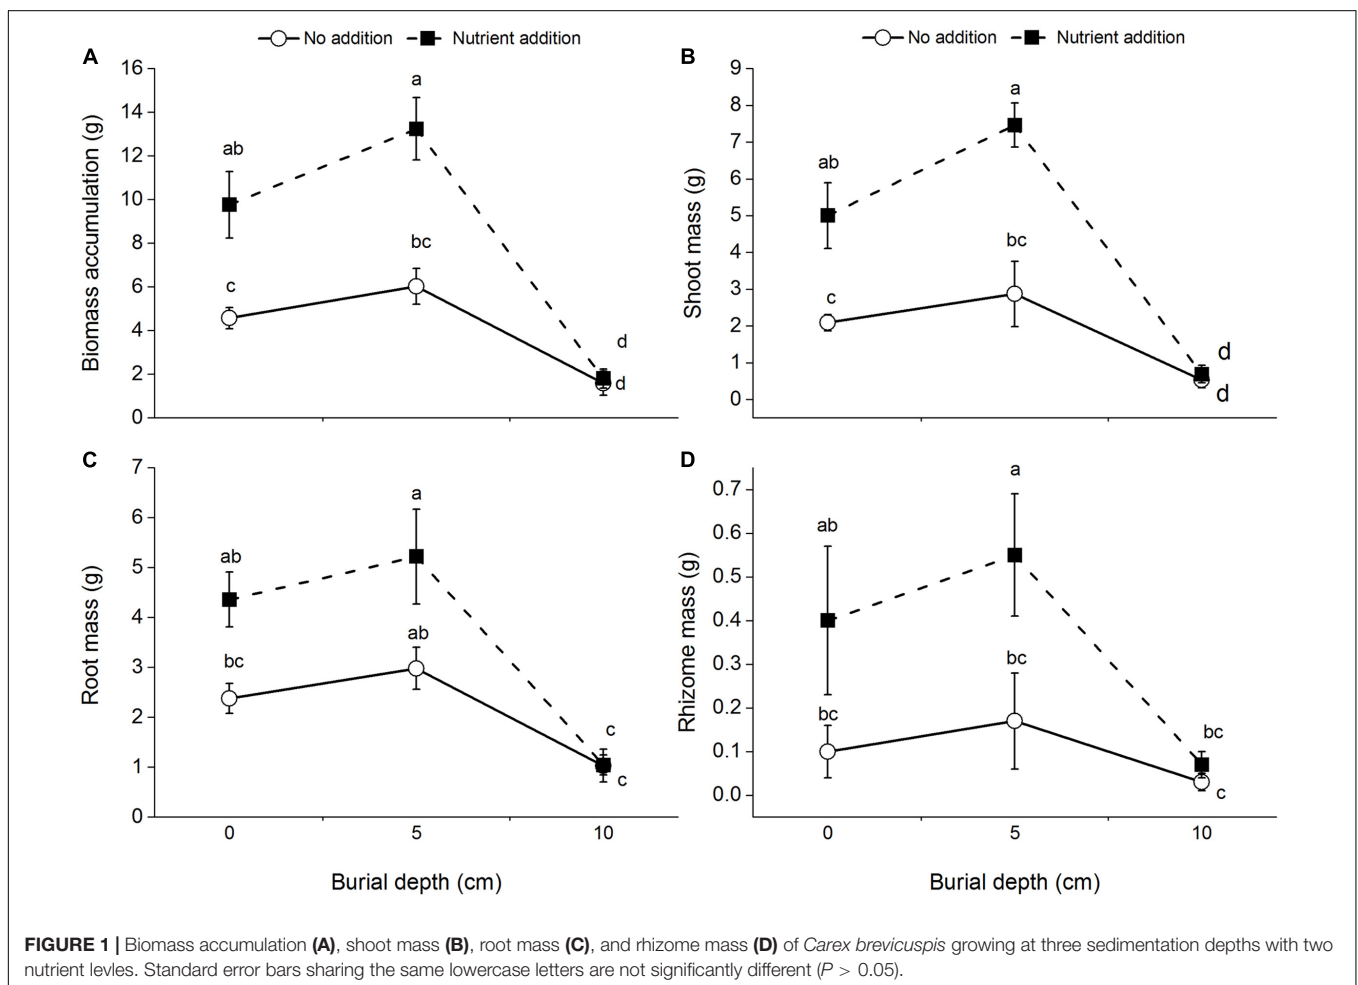 No addition Nutrient addition
No addition Nutrient addition
A
16
14
12
10
8
6
4
2
0
Biomass accumulation (g)
ab
a
c
bc
d
d
B
9
8
7
6
5
4
3
2
1
0
Shoot mass (g)
ab
a
c
bc
d
d
C
7
6
5
4
3
2
1
0
Root mass (g)
ab
a
bc
ab
c
c
0 5 10
Burial depth (cm)
D
0.7
0.6
0.5
0.4
0.3
0.2
0.1
0.0
Rhizome mass (g)
ab
a
bc
bc
bc
c
0 5 10
Burial depth (cm)
FIGURE 1 | Biomass accumulation (A), shoot mass (B), root mass (C), and rhizome mass (D) of Carex brevicuspis growing at three sedimentation depths with two
nutrient levles. Standard error bars sharing the same lowercase letters are not significantly different (P > 0.05).